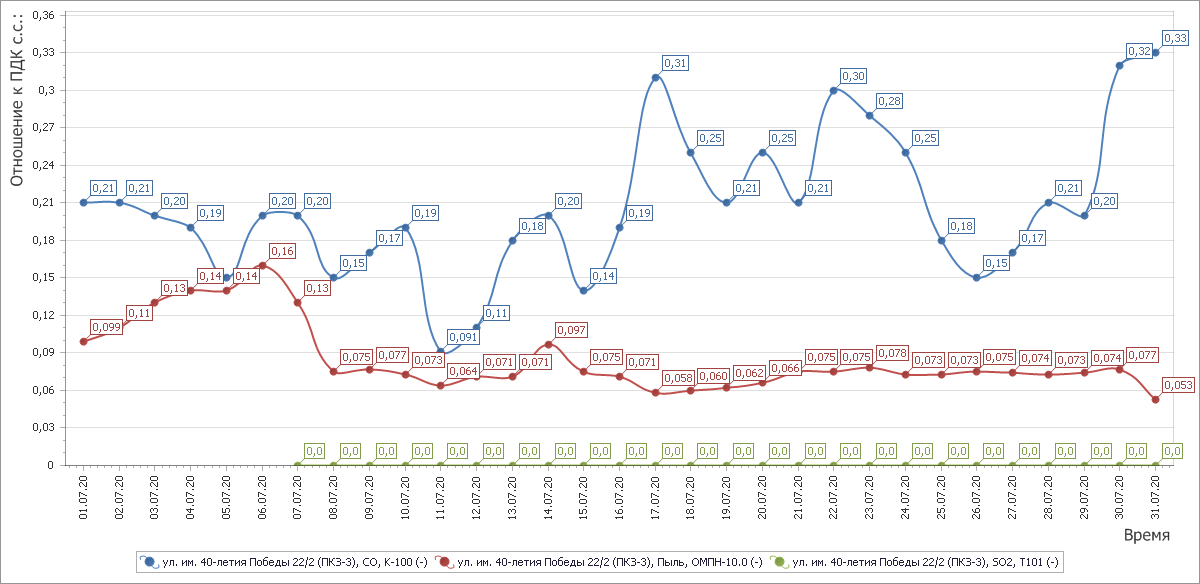 Отношение к ПДК с.с.:
0,36
0,33
0,3
0,27
0,24
0,21
0,18
0,15
0,12
0,09
0,06
0,03
0
0,21 0,21 0,20 0,19 0,15 0,20 0,20 0,15 0,17 0,19 0,091 0,11 0,18 0,20 0,14 0,19 0,31 0,25 0,21 0,25 0,21 0,30 0,28 0,25 0,18 0,15 0,17 0,21 0,20 0,32 0,33
0,099 0,11 0,13 0,14 0,14 0,16 0,13 0,075 0,077 0,073 0,064 0,071 0,071 0,097 0,075 0,071 0,058 0,060 0,062 0,066 0,075 0,075 0,078 0,073 0,073 0,075 0,074 0,073 0,074 0,077 0,053
0,0 0,0 0,0 0,0 0,0 0,0 0,0 0,0 0,0 0,0 0,0 0,0 0,0 0,0 0,0 0,0 0,0 0,0 0,0 0,0 0,0 0,0 0,0 0,0 0,0
01.07.20 02.07.20 03.07.20 04.07.20 05.07.20 06.07.20 07.07.20 08.07.20 09.07.20 10.07.20 11.07.20 12.07.20 13.07.20 14.07.20 15.07.20 16.07.20 17.07.20 18.07.20 19.07.20 20.07.20 21.07.20 22.07.20 23.07.20 24.07.20 25.07.20 26.07.20 27.07.20 28.07.20 29.07.20 30.07.20 31.07.20
Время
ул. им. 40-летия Победы 22/2 (ПКЗ-3), CO, К-100 (-) ул. им. 40-летия Победы 22/2 (ПКЗ-3), Пыль, ОМПН-10.0 (-) ул. им. 40-летия Победы 22/2 (ПКЗ-3), SO2, T101 (-)